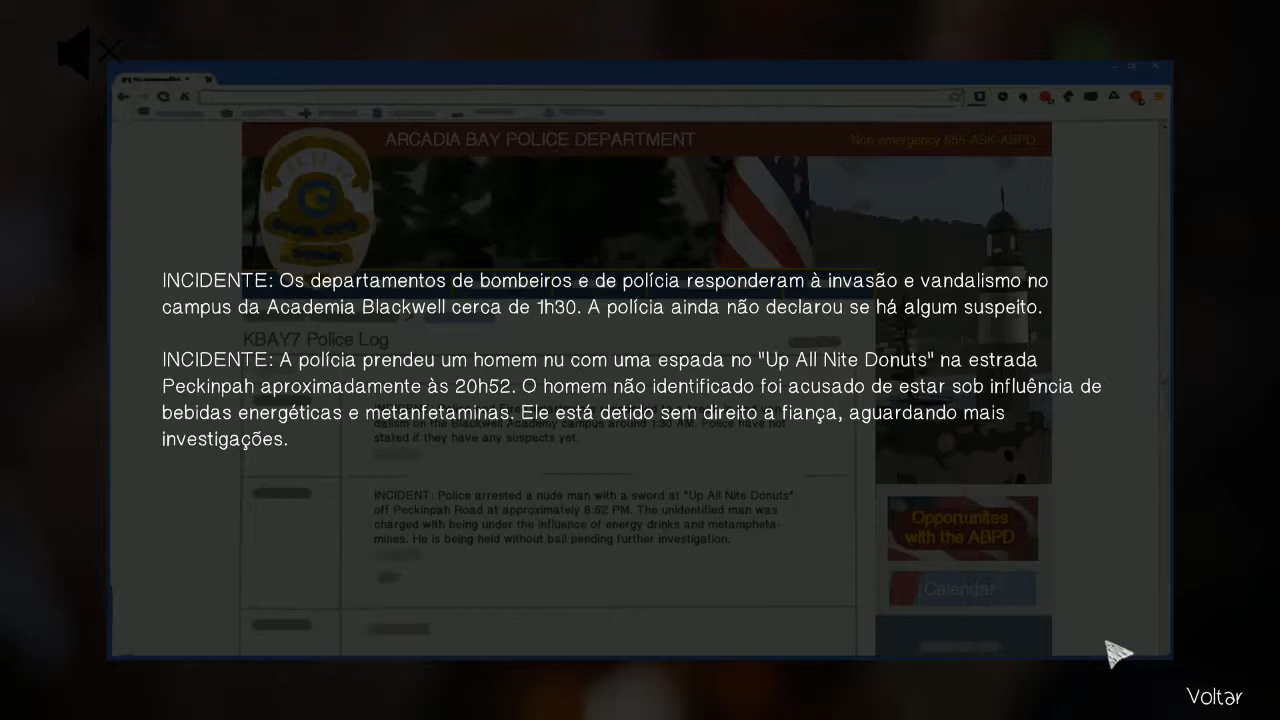 ARCADIA BAY POLICE DEPARTMENT
Non emergency 555-ASK-ABPD
INCIDENTE: Os departamentos de bombeiros e de polícia responderam à invasão e vandalismo no
campus da Academia Blackwell cerca de 1h30. A polícia ainda não declarou se há algum suspeito.
KBAY7 Police Log
INCIDENTE: A polícia prendeu um homem nu com uma espada no "Up All Nite Donuts" na estrada
Peckinpah aproximadamente às 20h52. O homem não identificado foi acusado de estar sob influência de
bebidas energéticas e metanfetaminas. Ele está detido sem direito a fiança, aguardando mais
investigações.
dalism on the Blackwell Academy campus around 1:30 AM. Police have not
stated if they have any suspects yet.
INCIDENT: Police arrested a nude man with a sword at "Up All Nite Donuts"
off Peckinpah Road at approximately 8:52 PM. The unidentified man was
charged with being under the influence of energy drinks and metampheta-
mines. He is being held without bail pending further investigation.
Opportunites
with the ABPD
Calendar
Voltar